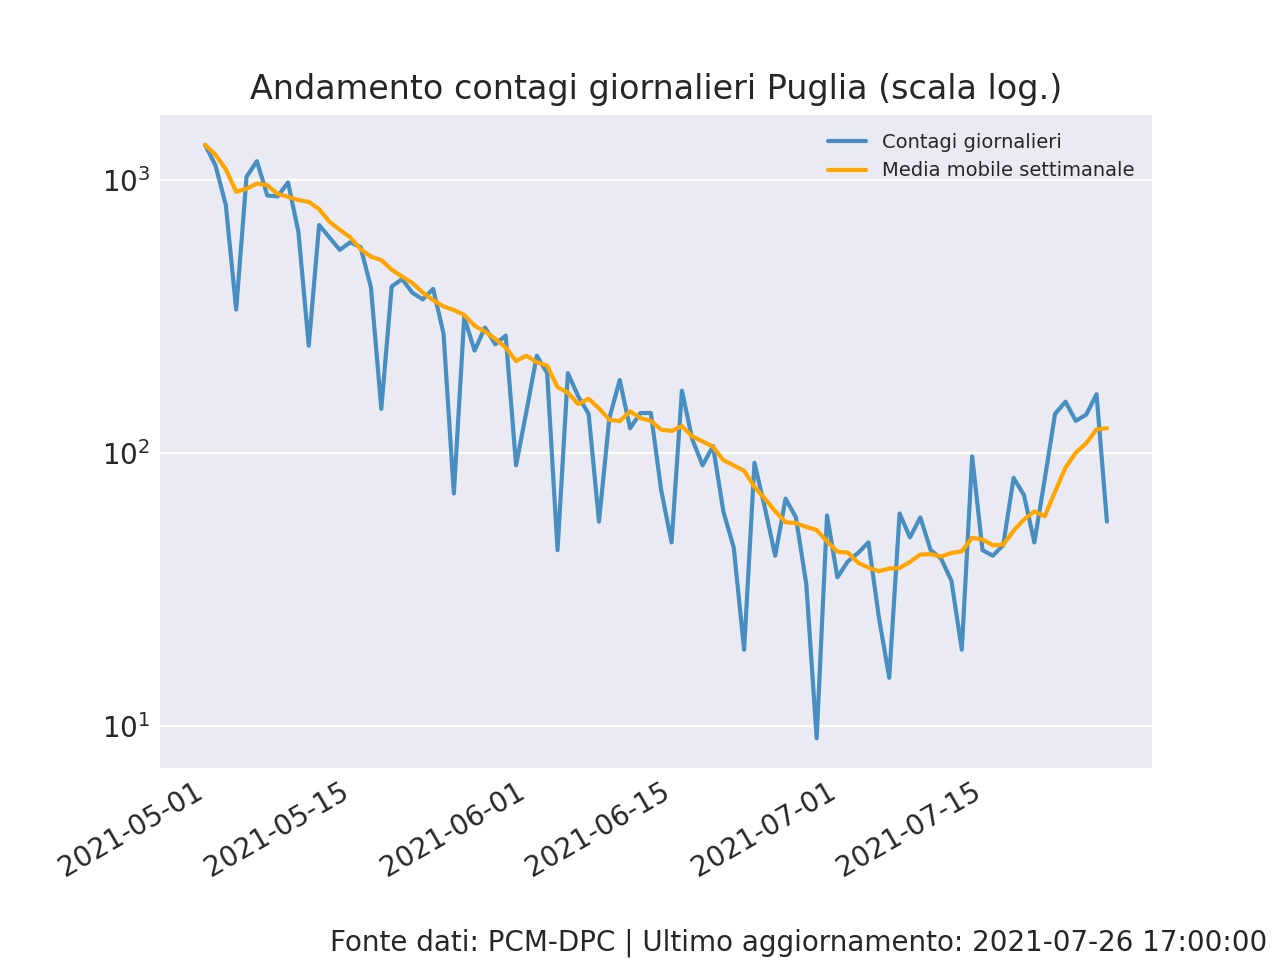 Andamento contagi giornalieri Puglia (scala log.)
Contagi giornalieri
Media mobile settimanale
10³
10²
10¹
2021-05-01
2021-05-15
2021-06-01
2021-06-15
2021-07-01
2021-07-15
Fonte dati: PCM-DPC | Ultimo aggiornamento: 2021-07-26 17:00:00